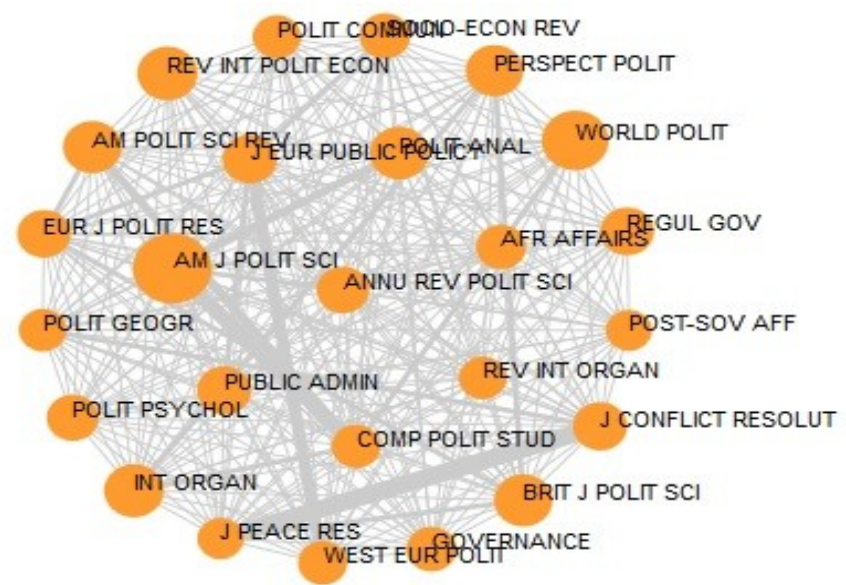 POLIT COMMUN
SOCIO-ECON REV
REV INT POLIT ECON
PERSPECT POLIT
AM POLIT SCI REV
J EUR PUBLIC POLICY
POLIT ANAL
WORLD POLIT
EUR J POLIT RES
AFR AFFAIRS
REGUL GOV
AM J POLIT SCI
ANNU REV POLIT SCI
POLIT GEOGR
POST-SOV AFF
REV INT ORGAN
PUBLIC ADMIN
POLIT PSYCHOL
COMP POLIT STUD
J CONFLICT RESOLUT
INT ORGAN
BRIT J POLIT SCI
J PEACE RES
WEST EUR POLIT
GOVERNANCE